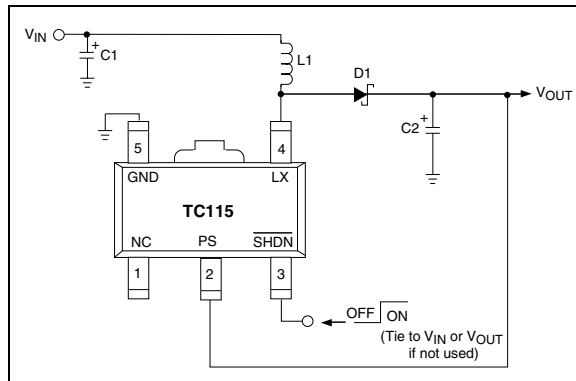 VIN
+
C1
L1
D1
VOUT
C2
+
5
4
GND
LX
TC115
NC
PS
SHDN
1
2
3
OFF
ON
(Tie to VIN or VOUT
if not used)